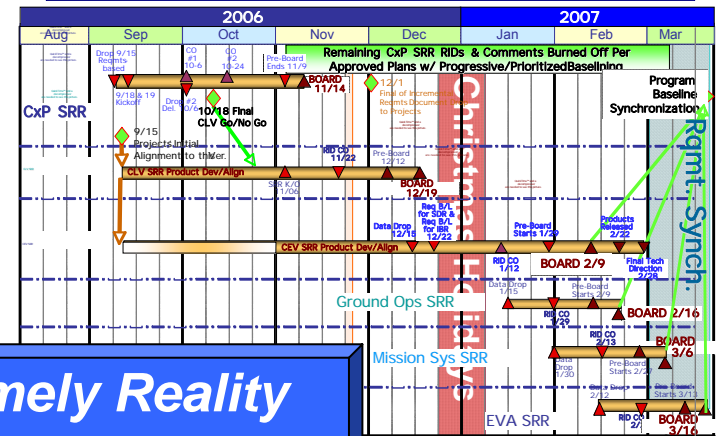 2006
2007
Aug
Sep
Oct
Nov
Dec
Jan
Feb
Mar
Remaining CxP SRR RIDs & Comments Burned Off Per
Approved Plans w/ Progressive/PrioritizedBaselining
Drop 9/15
Reqmts
based
CO
#1
10-6
CO
#2
10-24
Pre-Board
Ends 11/9
BOARD
11/14
12/1
Final of Incremental
Reqmts Document Drop
to Projects
Program
Baseline
Synchronization
CxP SRR
9/18 & 19
Kickoff
Drop #2
Del. 10/6
10/18 Final
CLV Go/No Go
9/15
Projects Initial
Alignment to the Ver.
RID CO
11/22
Pre-Board
12/12
CLV SRR Product Dev/Align
SRR K/O
11/06
BOARD
12/19
Christmas Holidays
Rqmt Synch.
Data Drop
12/15
Req B/L
for SDR &
Req B/L
for IBR
12/22
Pre-Board
Starts 1/29
Products
Released
2/22
CEV SRR Product Dev/Align
RID CO
1/12
BOARD 2/9
Final Tech
Direction
2/28
Data Drop
1/15
Pre-Board
Starts 2/9
Ground Ops SRR
RID CO
1/29
BOARD 2/16
RID CO
2/13
BOARD
3/6
Mission Sys SRR
Data
Drop
1/30
Pre-Board
Starts 2/27
Data Drop
2/12
Pre-Board
Starts 3/13
EVA SRR
RID CO
2/
BOARD
3/16
mely Reality